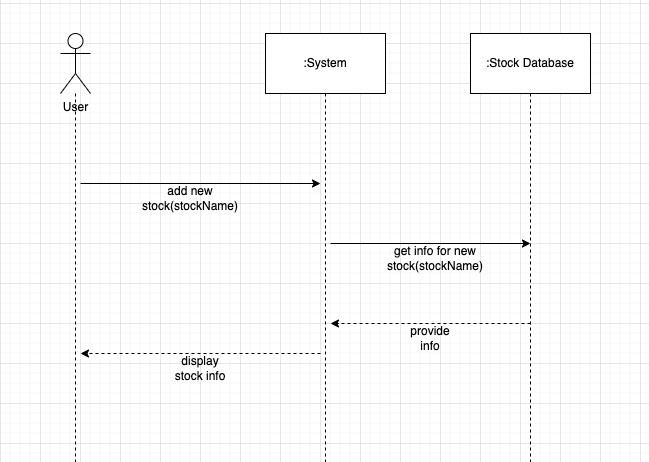 :System
:Stock Database
User
add new
stock(stockName)
get info for new
stock(stockName)
provide
info
display
stock info